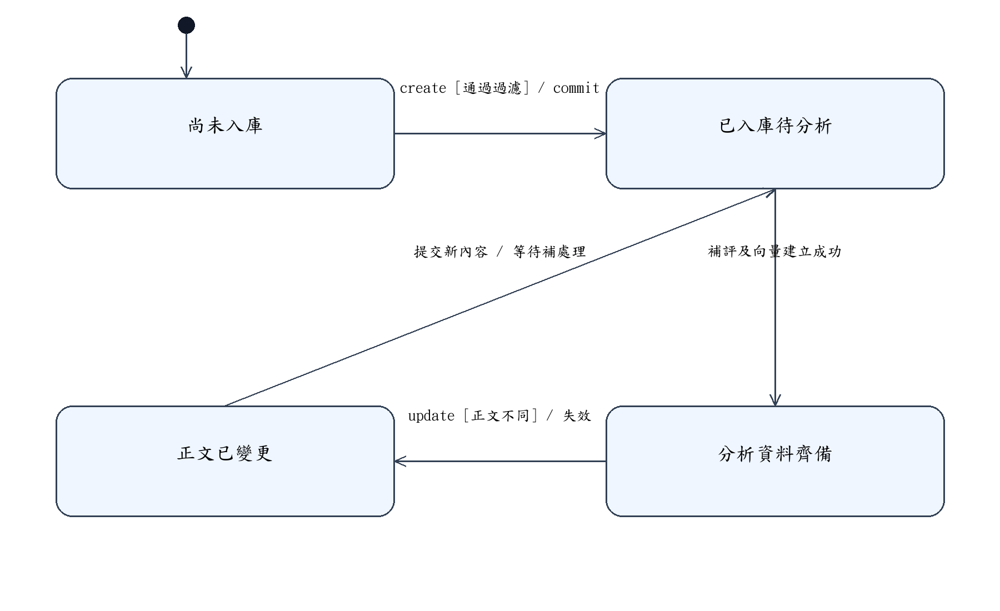 create [通過過濾] / commit
尚未入庫
已入庫待分析
提交新內容 / 等待補處理
補評及向量建立成功
update [正文不同] / 失效
正文已變更
分析資料齊備